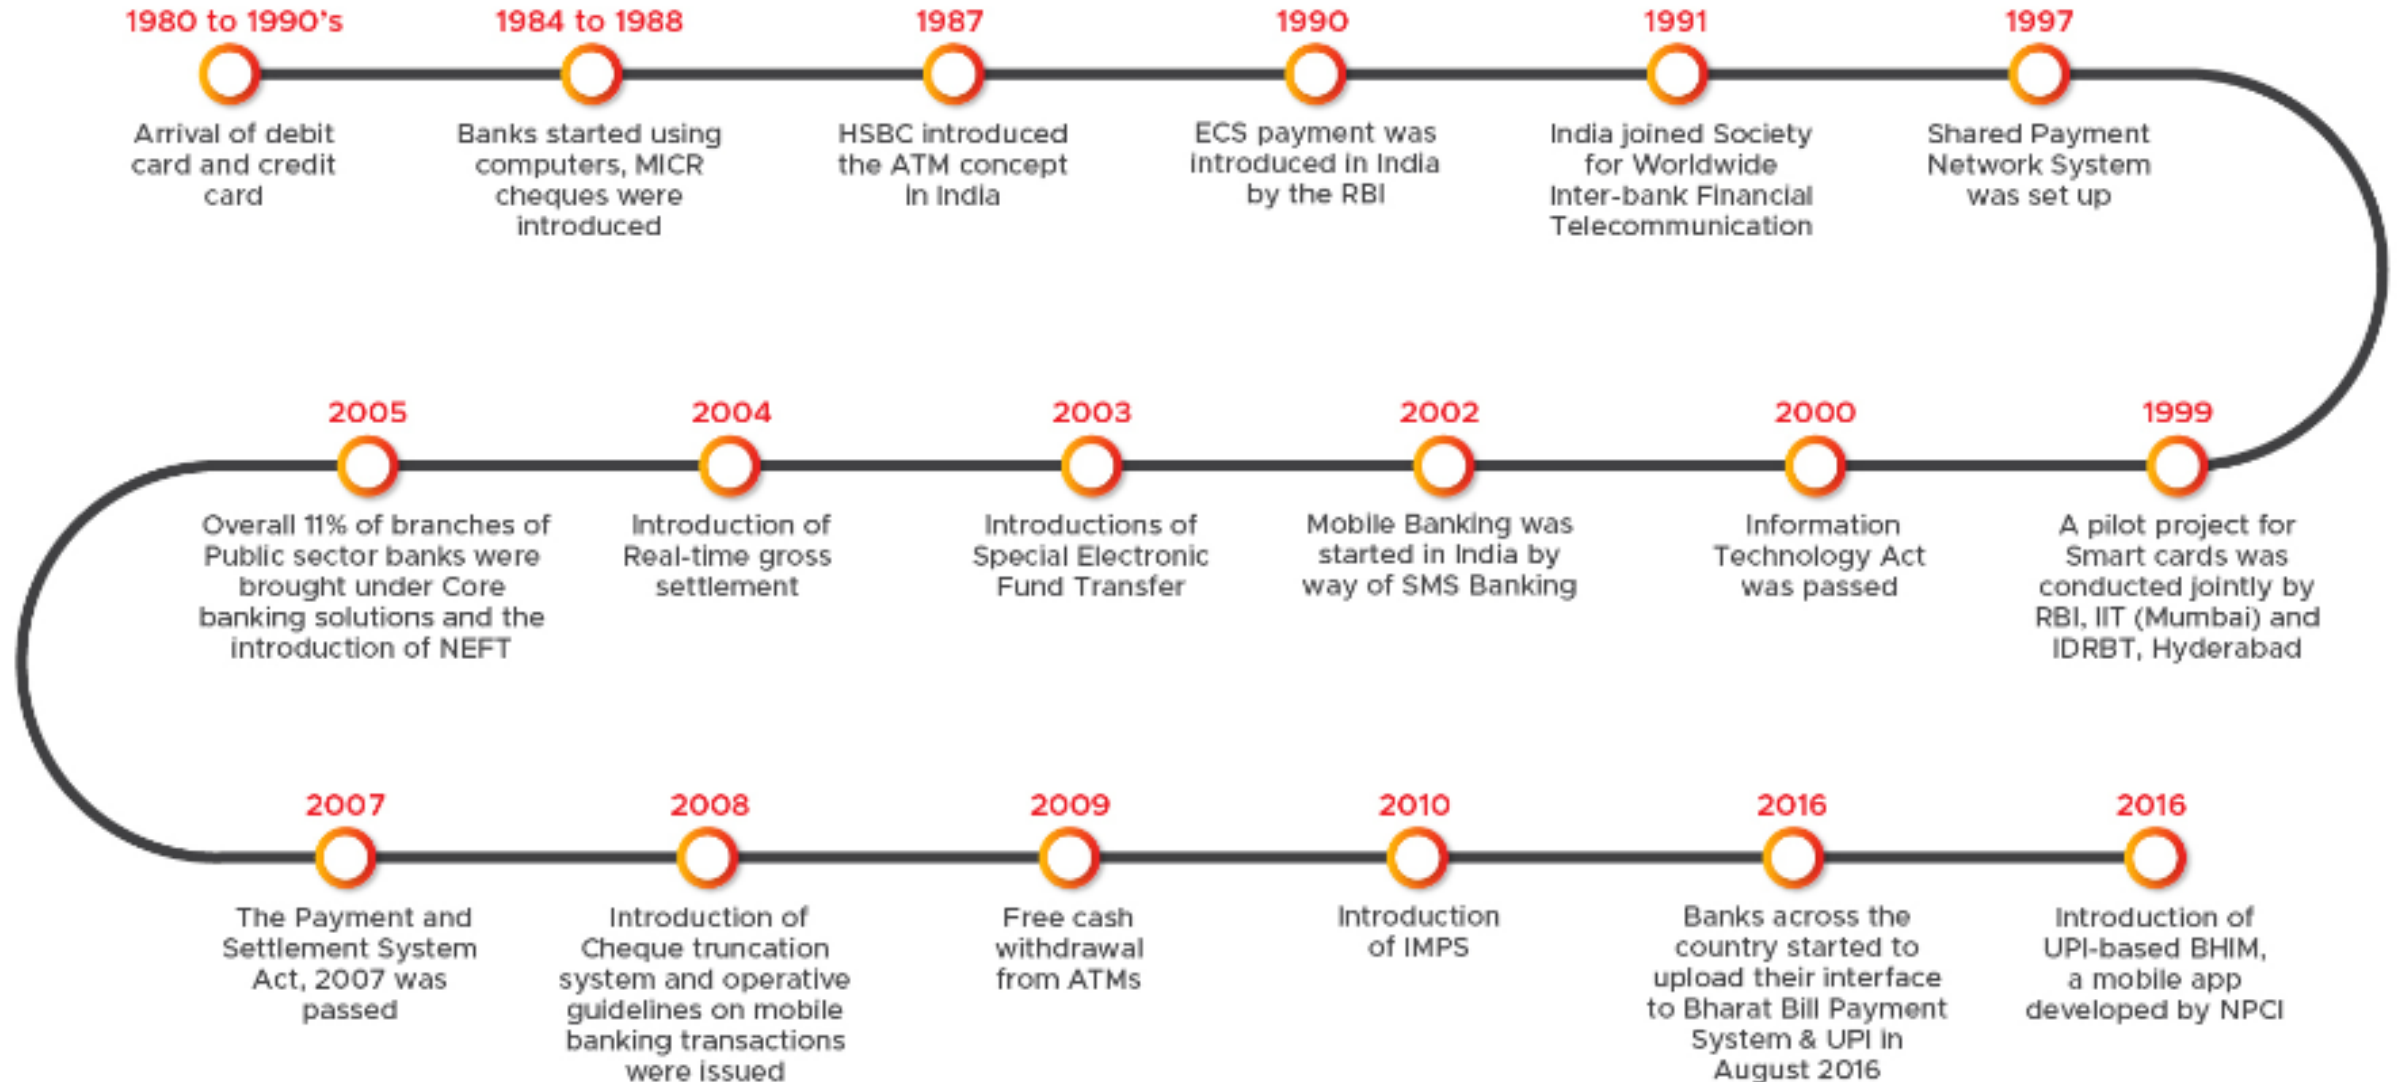 1980 to 1990's
Arrival of debit
card and credit
card
1984 to 1988
Banks started using
computers, MICR
cheques were
introduced
1987
HSBC introduced
the ATM concept
in India
1990
ECS payment was
introduced in India
by the RBI
1991
India joined Society
for Worldwide
Inter-bank Financial
Telecommunication
1997
Shared Payment
Network System
was set up
1999
A pilot project for
Smart cards was
conducted jointly by
RBI, IIT (Mumbai) and
IDRBT, Hyderabad
2000
Information
Technology Act
was passed
2002
Mobile Banking was
started in India by
way of SMS Banking
2003
Introductions of
Special Electronic
Fund Transfer
2004
Introduction of
Real-time gross
settlement
2005
Overall 11% of branches of
Public sector banks were
brought under Core
banking solutions and the
introduction of NEFT
2007
The Payment and
Settlement System
Act, 2007 was
passed
2008
Introduction of
Cheque truncation
system and operative
guidelines on mobile
banking transactions
were issued
2009
Free cash
withdrawal
from ATMs
2010
Introduction
of IMPS
2016
Banks across the
country started to
upload their interface
to Bharat Bill Payment
System & UPI in
August 2016
2016
Introduction of
UPI-based BHIM,
a mobile app
developed by NPCI